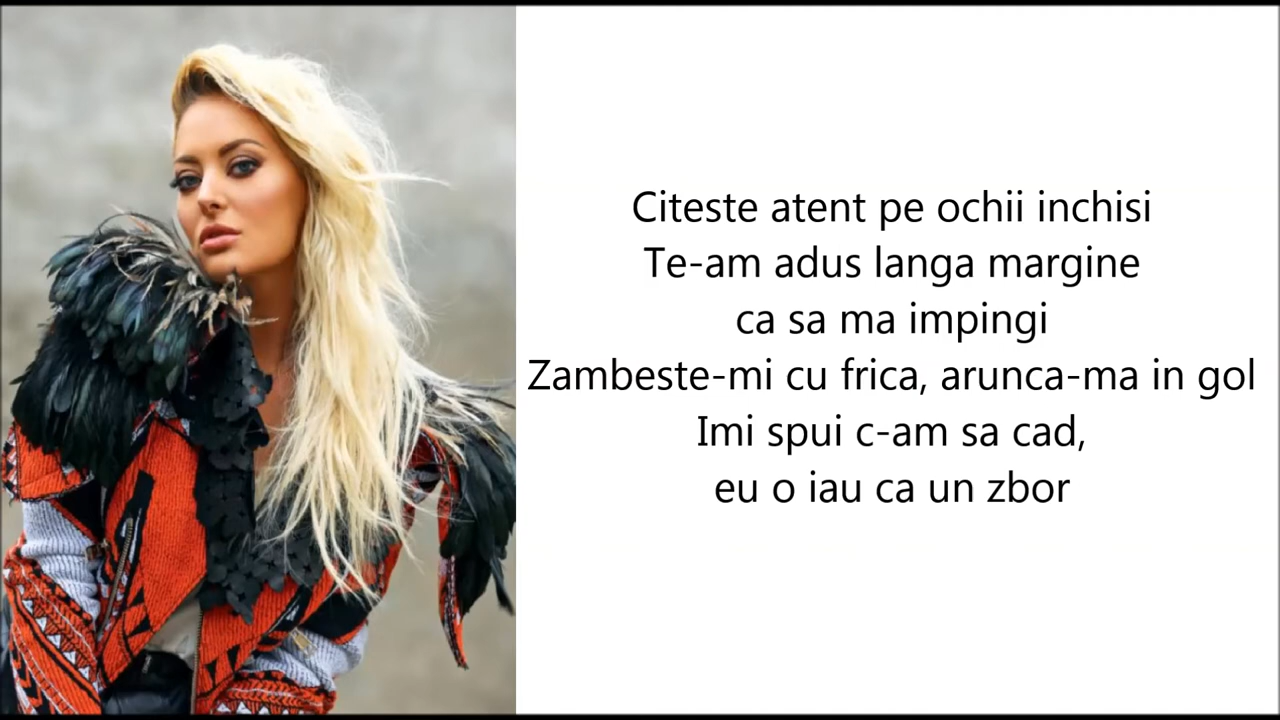 Citeste atent pe ochii inchisi
Te-am adus langa margine
ca sa ma impingi
Zambeste-mi cu frica, arunca-ma in gol
Imi spui c-am sa cad,
eu o iau ca un zbor